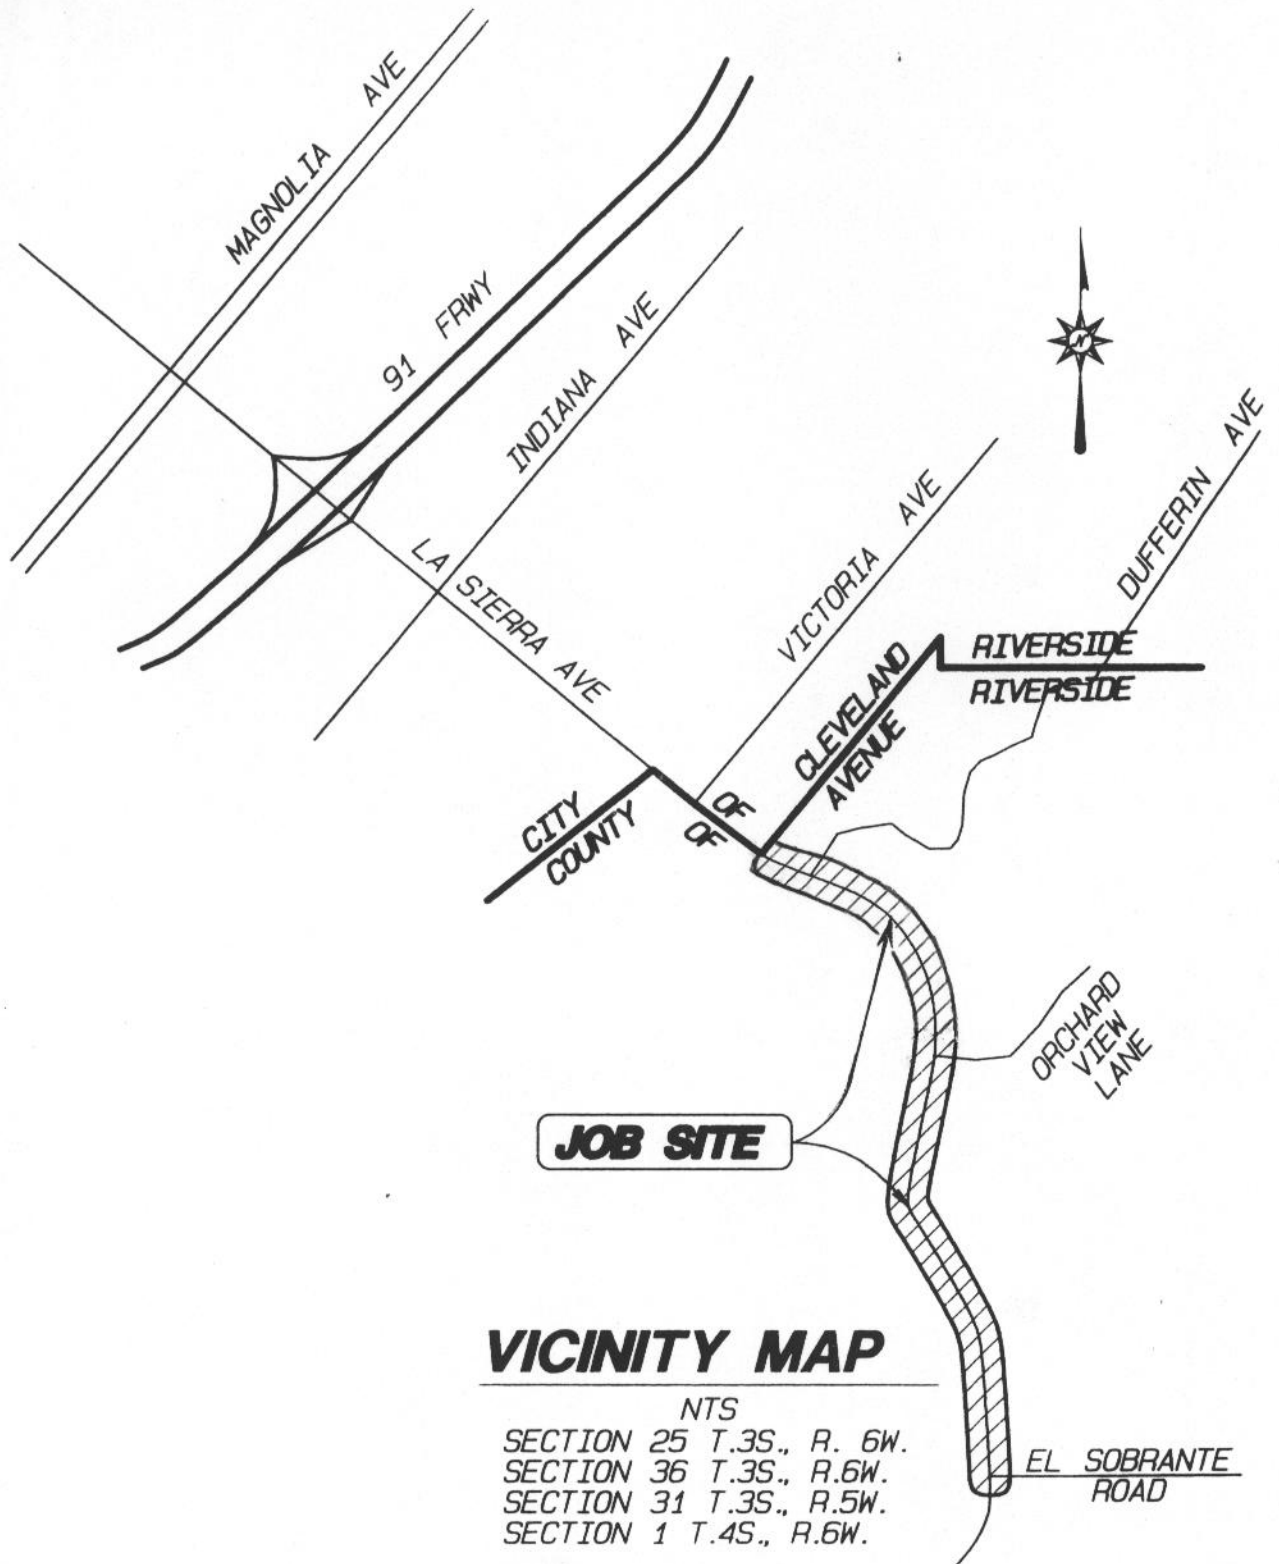 MAGNOLIA AVE
91 FRWY
INDIANA AVE
N
LA SIERRA AVE
VICTORIA AVE
DUFFERIN AVE
CLEVELAND
AVENUE
CITY OF RIVERSIDE
COUNTY OF RIVERSIDE
ORCHARD
VIEW
LANE
JOB SITE
VICINITY MAP
NTS
SECTION 25 T.3S., R. 6W.
SECTION 36 T.3S., R.6W.
SECTION 31 T.3S., R.5W.
SECTION 1 T.4S., R.6W.
EL SOBRANTE
ROAD